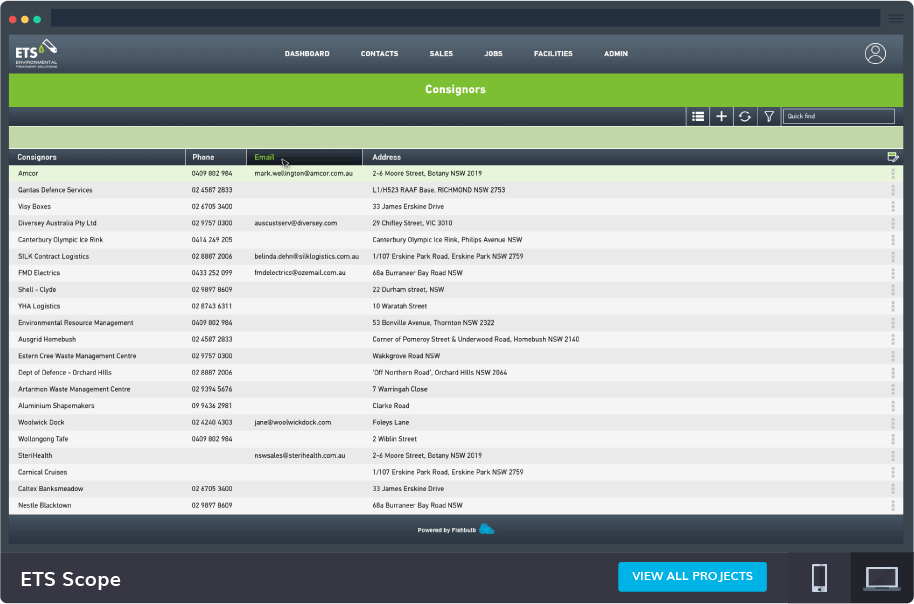 ETS
ENVIRONMENTAL
TREATMENT SOLUTIONS
DASHBOARD CONTACTS SALES JOBS FACILITIES ADMIN
Consignors
Quick find
Consignors Phone Email Address
Amcor 0409 802 984 mark.wellington@amcor.com.au 2-6 Moore Street, Botany NSW 2019
Qantas Defence Services 02 4587 2833 L1/H523 RAAF Base, RICHMOND NSW 2753
Visy Boxes 02 6705 3400 33 James Erskine Drive
Diversey Australia Pty Ltd 02 9757 0300 auscustserv@diversey.com 29 Chifley Street, VIC 3010
Canterbury Olympic Ice Rink 0414 249 205 Canterbury Olympic Ice Rink, Philips Avenue NSW
SILK Contract Logistics 02 8887 2006 belinda.dehn@silklogistics.com.au 1/107 Erskine Park Road, Erskine Park NSW 2759
FMD Electrics 0433 252 099 fmdelectrics@ozemail.com.au 68a Burraneer Bay Road NSW
Shell - Clyde 02 9897 8609 22 Durham street, NSW
YHA Logistics 02 8743 6311 10 Waratah Street
Environmental Resource Management 0409 802 984 53 Bonville Avenue, Thornton NSW 2322
Ausgrid Homebush 02 4587 2833 Corner of Pomeroy Street & Underwood Road, Homebush NSW 2140
Estern Cree Waste Management Centre 02 9757 0300 Wakkgrove Road NSW
Dept of Defence - Orchard Hills 02 8887 2006 'Off Northern Road', Orchard Hills NSW 2064
Artarmon Waste Management Centre 02 9394 5676 7 Warringah Close
Aluminium Shapemakers 09 9436 2981 Clarke Road
Woolwick Dock 02 4240 4303 jane@woolwickdock.com Foleys Lane
Wollongong Tafe 0409 802 984 2 Wiblin Street
SteriHealth nswsales@sterihealth.com.au 2-6 Moore Street, Botany NSW 2019
Carnical Cruises 1/107 Erskine Park Road, Erskine Park NSW 2759
Caltex Banksmeadow 02 6705 3400 33 James Erskine Drive
Nestle Blacktown 02 9897 8609 68a Burraneer Bay Road NSW
Powered by Fishbulb
ETS Scope
VIEW ALL PROJECTS